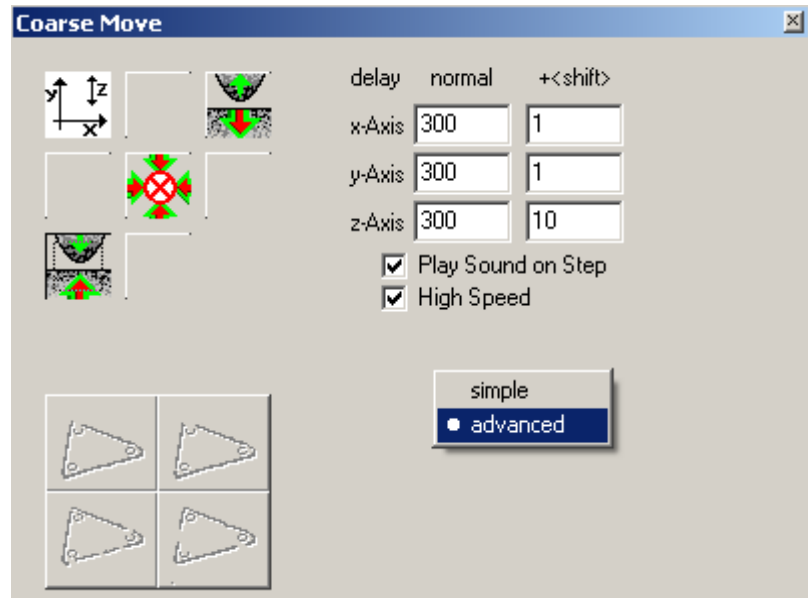 Coarse Move
y z
x
delay normal +<shift>
x-Axis 300 1
y-Axis 300 1
z-Axis 300 10
Play Sound on Step
High Speed
simple
advanced